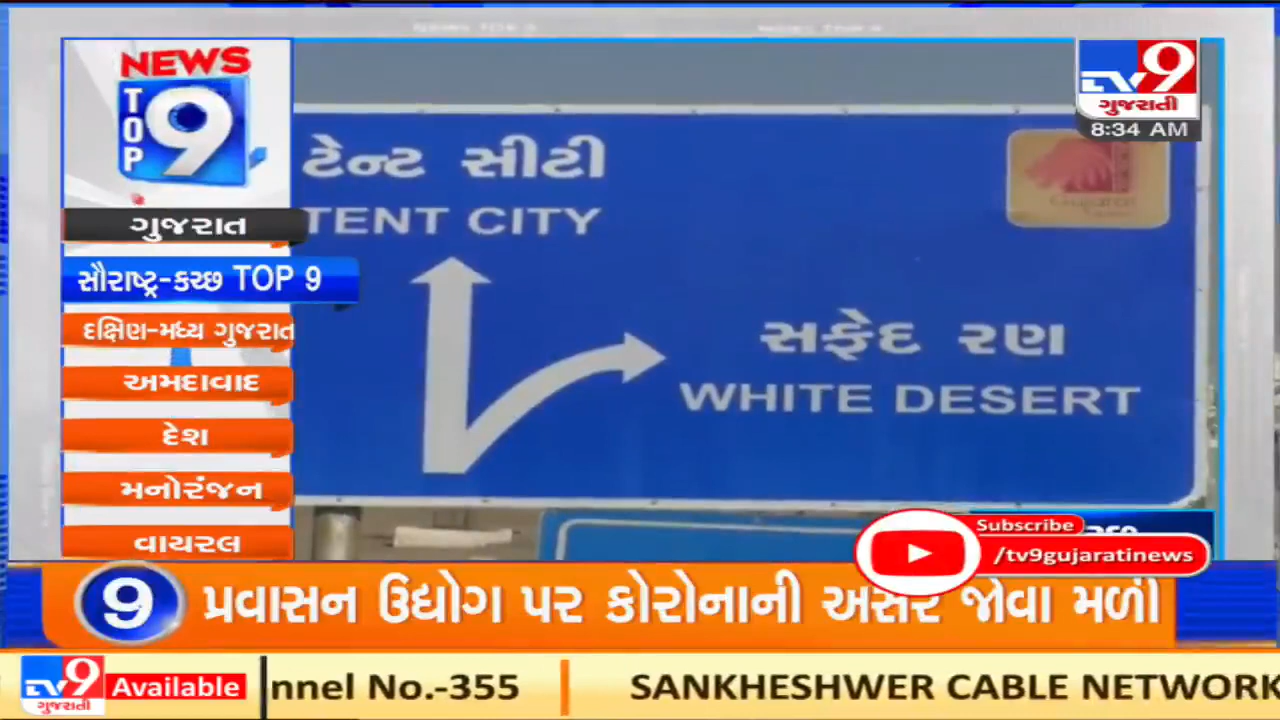 NEWS
TOP 9
ગુજરાત
સૌરાષ્ટ્ર-કચ્છ TOP 9
દક્ષિણ-મધ્ય ગુજરાત
અમદાવાદ
દેશ
મનોરંજન
વાયરલ
TV9
ગુજરાતી
8:34 AM
ટેન્ટ સીટી
TENT CITY
Gujarat
સફેદ રણ
WHITE DESERT
Subscribe
/tv9gujaratinews
9 પ્રવાસન ઉદ્યોગ પર કોરોનાની અસર જોવા મળી
TV9
ગુજરાતી
Available
nnel No.-355
SANKHESHWER CABLE NETWORK